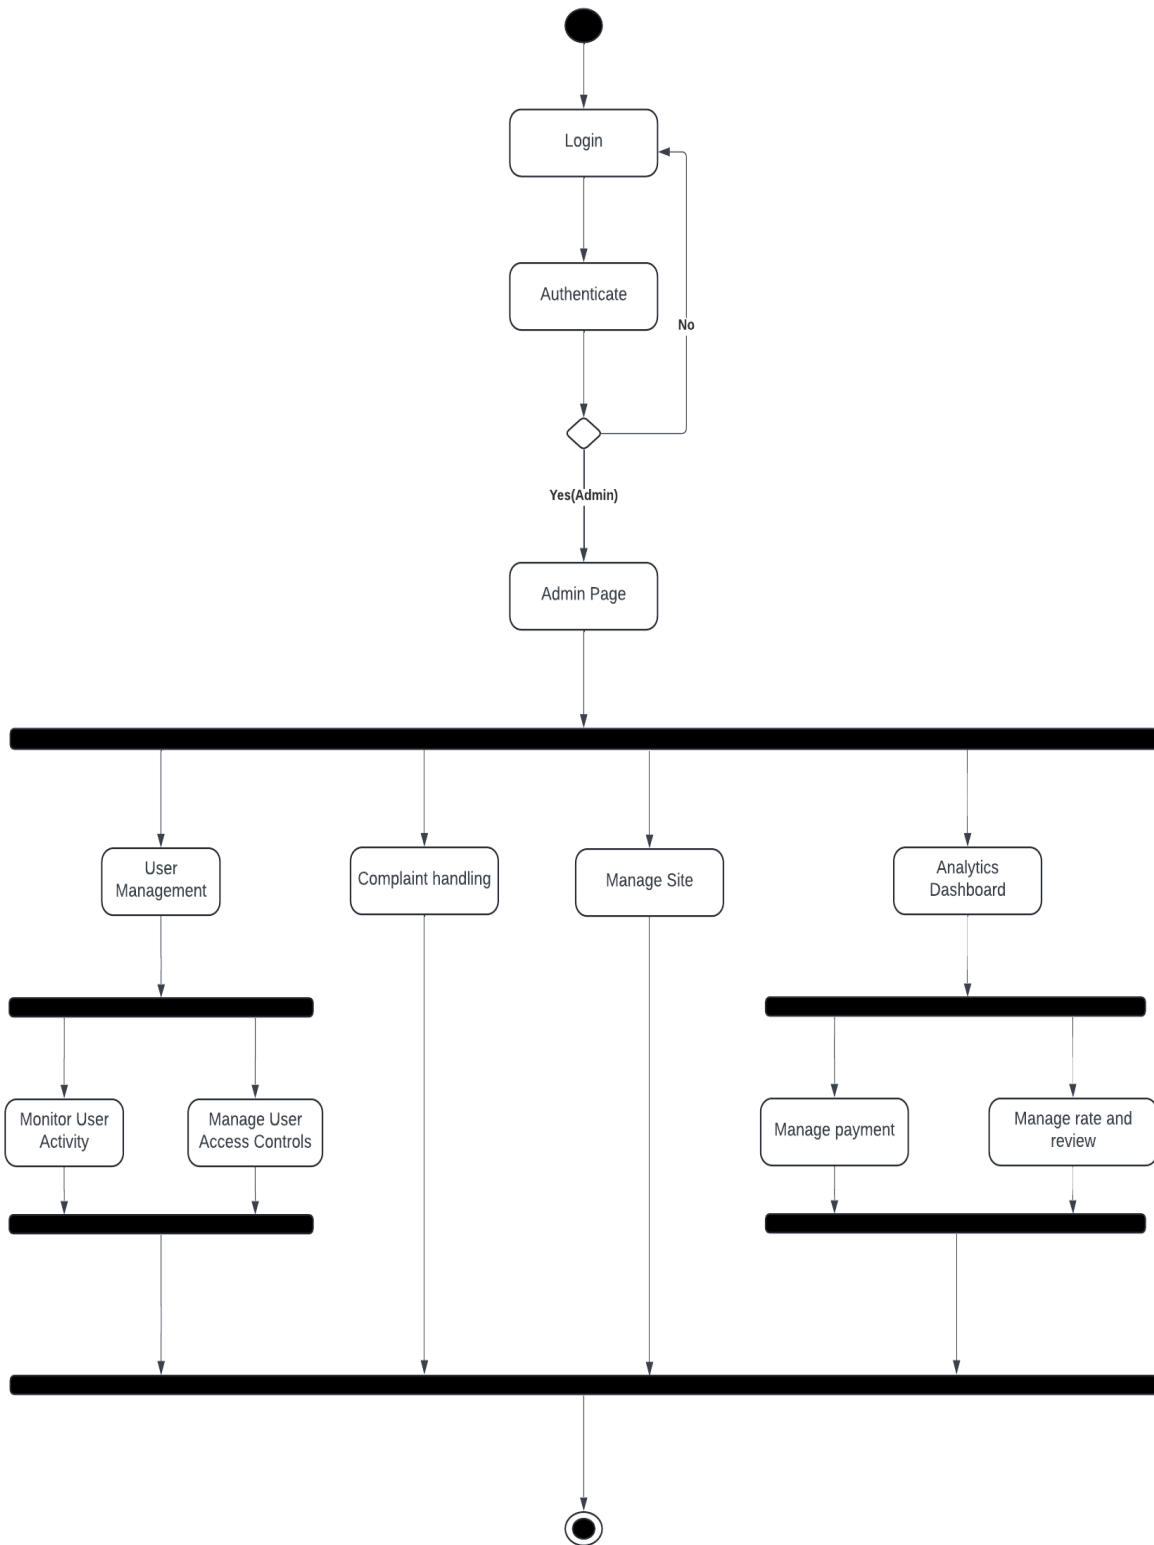 Login
Authenticate
No
Yes(Admin)
Admin Page
User
Management
Complaint handling
Manage Site
Analytics
Dashboard
Monitor User
Activity
Manage User
Access Controls
Manage payment
Manage rate and
review